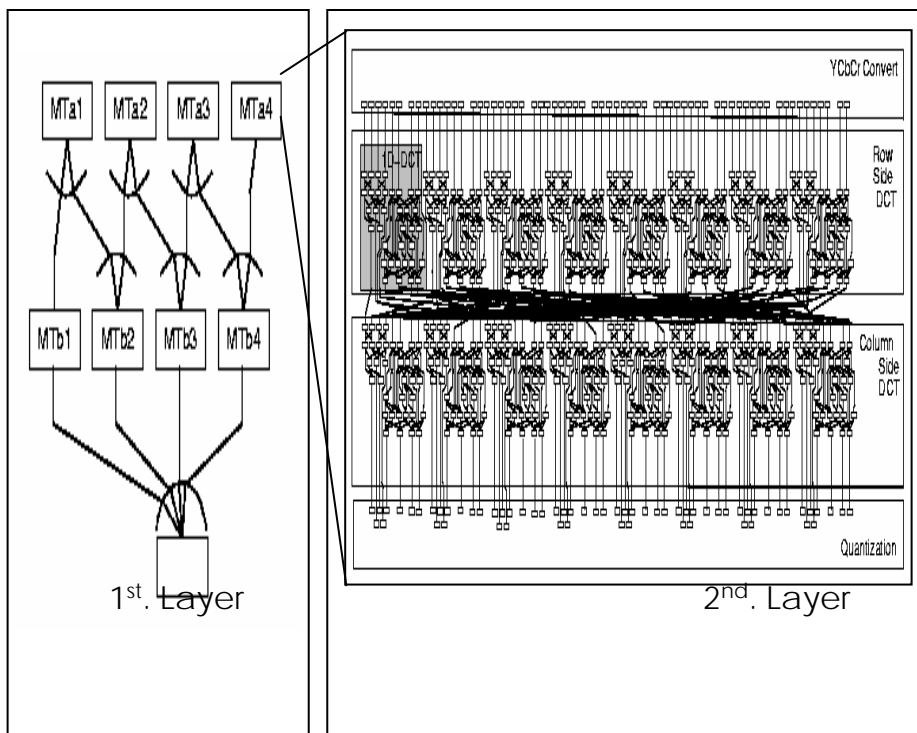 MTa1 MTa2 MTa3 MTa4
MTb1 MTb2 MTb3 MTb4
1st. Layer
YCbCr Convert
1D-DCT
Row
Side
DCT
Column
Side
DCT
Quantization
2nd. Layer